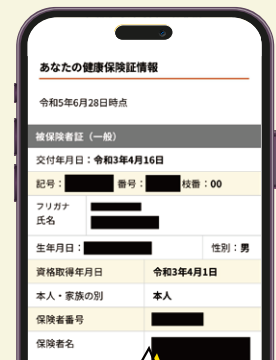 あなたの健康保険証情報
令和5年6月28日時点
被保険者証（一般）
交付年月日：令和3年4月16日
記号： 番号： 枝番：00
フリガナ
氏名
生年月日： 性別：男
資格取得年月日 令和3年4月1日
本人・家族の別 本人
保険者番号
保険者名